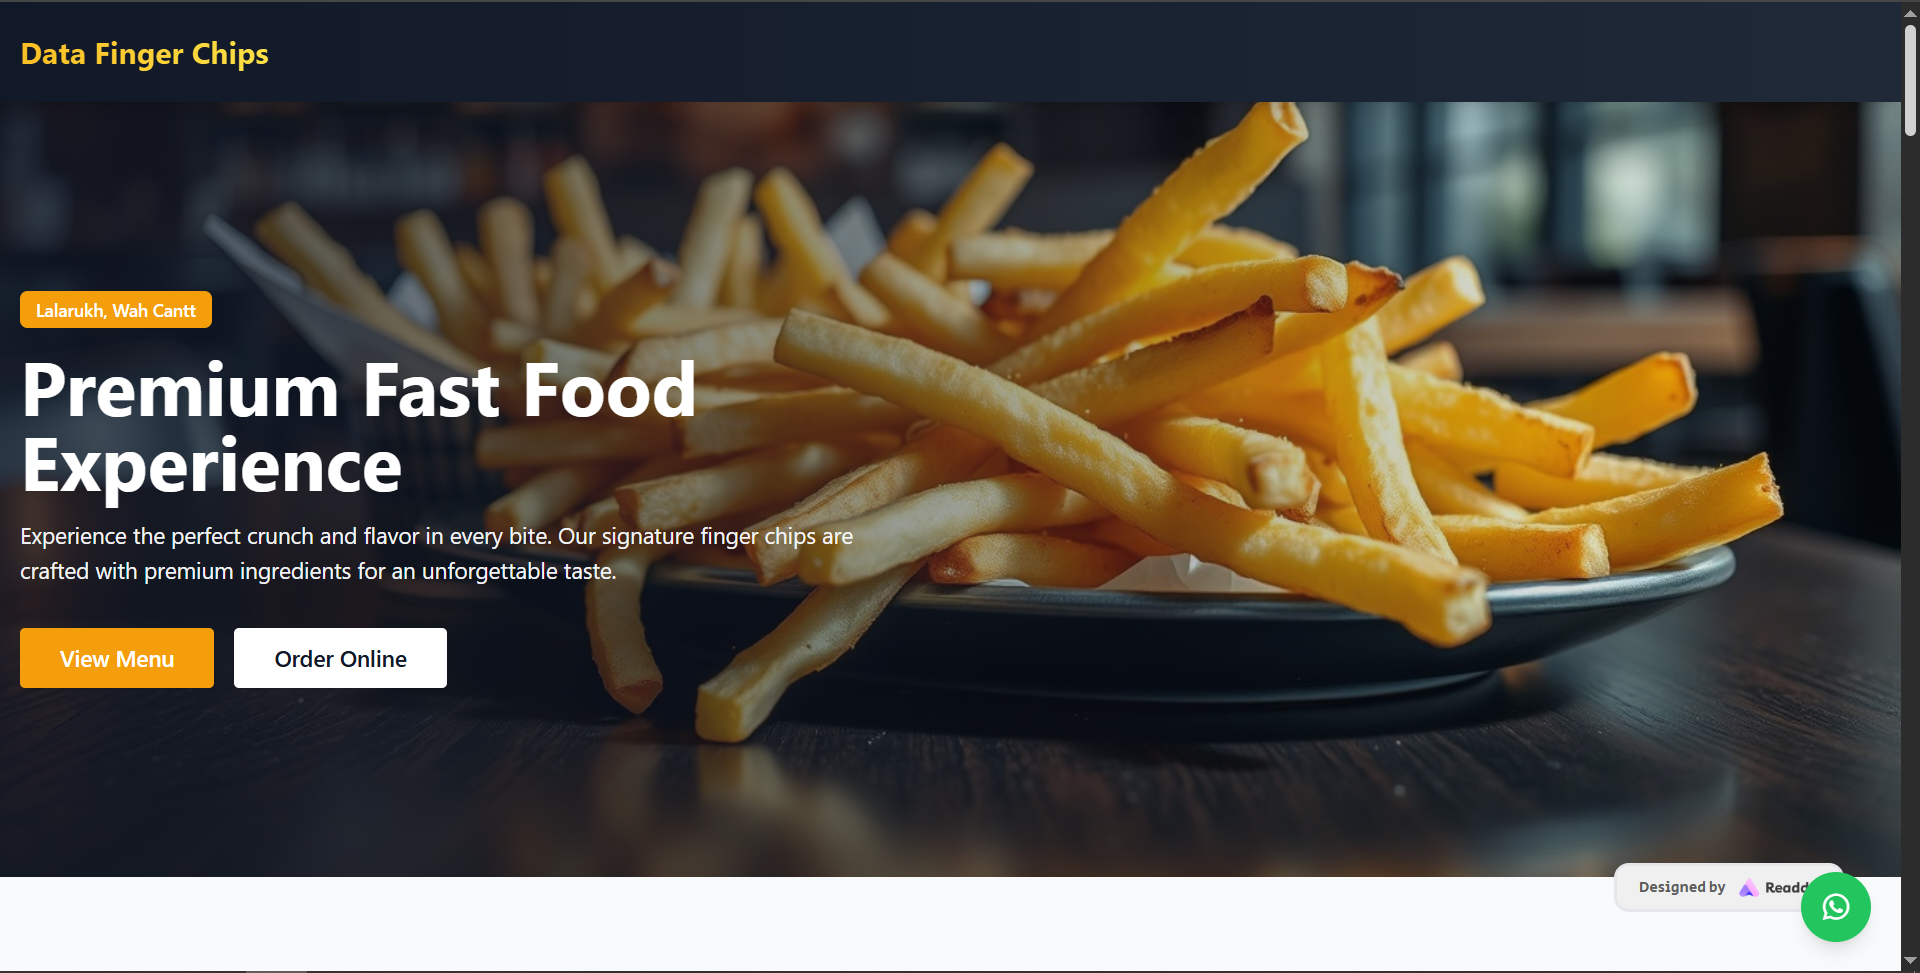 Data Finger Chips
Lalarukh, Wah Cantt
Premium Fast Food
Experience
Experience the perfect crunch and flavor in every bite. Our signature finger chips are
crafted with premium ingredients for an unforgettable taste.
View Menu
Order Online
Designed by